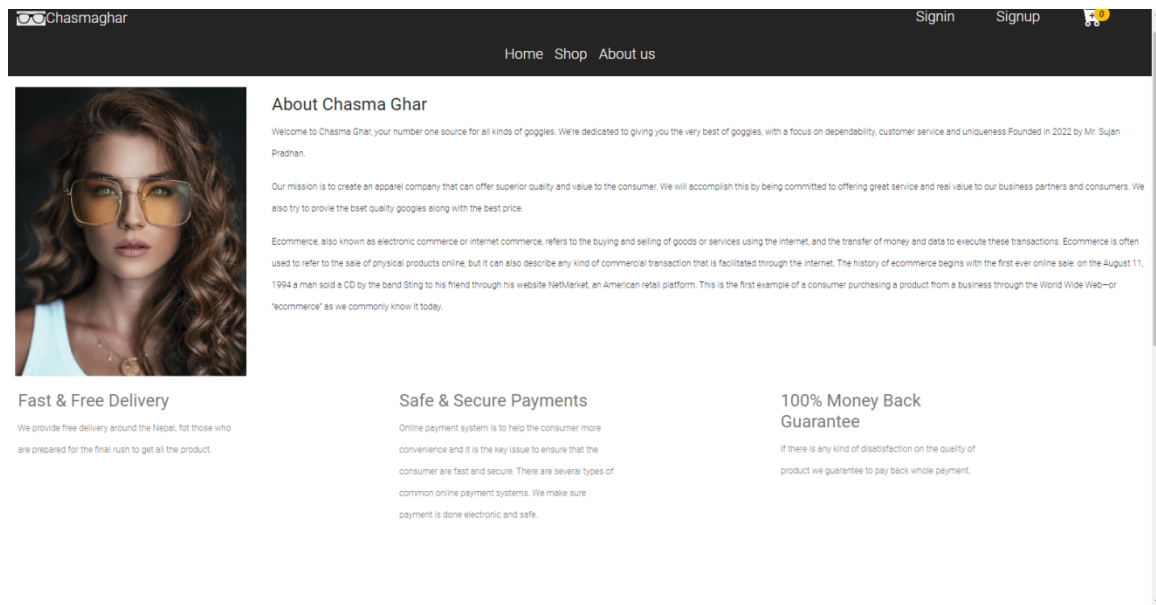 Chasmaghar
Signin Signup 0
Home Shop About us
About Chasma Ghar
Welcome to Chasma Ghar, your number one source for all kinds of goggles. We're dedicated to giving you the very best of goggles, with a focus on dependability, customer service and uniqueness.Founded in 2022 by Mr. Sujan
Pradhan.
Our mission is to create an apparel company that can offer superior quality and value to the consumer. We will accomplish this by being committed to offering great service and real value to our business partners and consumers. We
also try to provie the bset quality googles along with the best price.
Ecommerce, also known as electronic commerce or internet commerce, refers to the buying and selling of goods or services using the internet, and the transfer of money and data to execute these transactions. Ecommerce is often
used to refer to the sale of physical products online, but it can also describe any kind of commercial transaction that is facilitated through the internet. The history of ecommerce begins with the first ever online sale: on the August 11,
1994 a man sold a CD by the band Sting to his friend through his website NetMarket, an American retail platform. This is the first example of a consumer purchasing a product from a business through the World Wide Web—or
"ecommerce" as we commonly know it today.
Fast & Free Delivery
We provide free delivery around the Nepal, fot those who
are prepared for the final rush to get all the product.
Safe & Secure Payments
Online payment system is to help the consumer more
convenience and it is the key issue to ensure that the
consumer are fast and secure. There are several types of
common online payment systems. We make sure
payment is done electronic and safe.
100% Money Back
Guarantee
If there is any kind of disatisfaction on the quality of
product we guarantee to pay back whole payment.